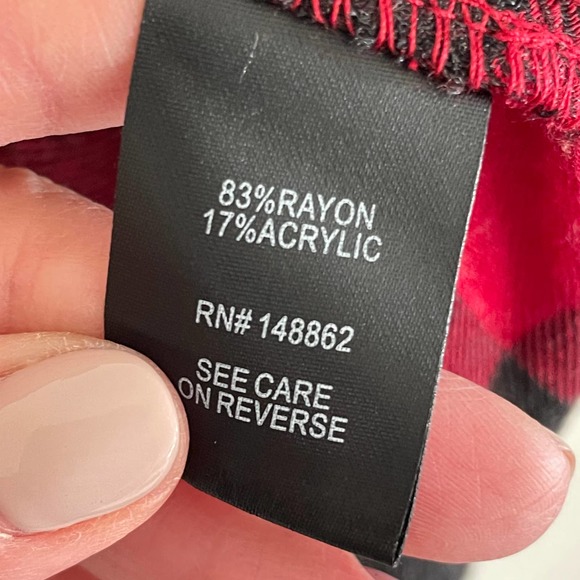 83%RAYON
17%ACRYLIC
RN# 148862
SEE CARE
ON REVERSE